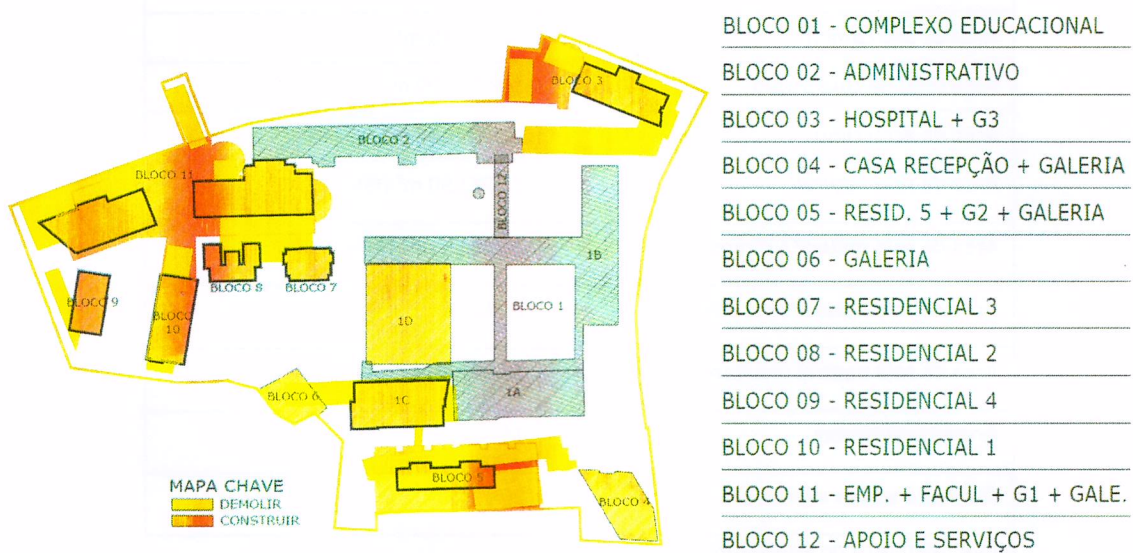 BLOCO 3
BLOCO 2
BLOCO 11
BLOCO 12
1B
BLOCO 8
BLOCO 7
BLOCO 9
BLOCO 1
BLOCO
10
1D
BLOCO 6
1C
1A
BLOCO 5
BLOCO 4
MAPA CHAVE
DEMOLIR
CONSTRUIR
BLOCO 01 - COMPLEXO EDUCACIONAL
BLOCO 02 - ADMINISTRATIVO
BLOCO 03 - HOSPITAL + G3
BLOCO 04 - CASA RECEPÇÃO + GALERIA
BLOCO 05 - RESID. 5 + G2 + GALERIA
BLOCO 06 - GALERIA
BLOCO 07 - RESIDENCIAL 3
BLOCO 08 - RESIDENCIAL 2
BLOCO 09 - RESIDENCIAL 4
BLOCO 10 - RESIDENCIAL 1
BLOCO 11 - EMP. + FACUL + G1 + GALE.
BLOCO 12 - APOIO E SERVIÇOS